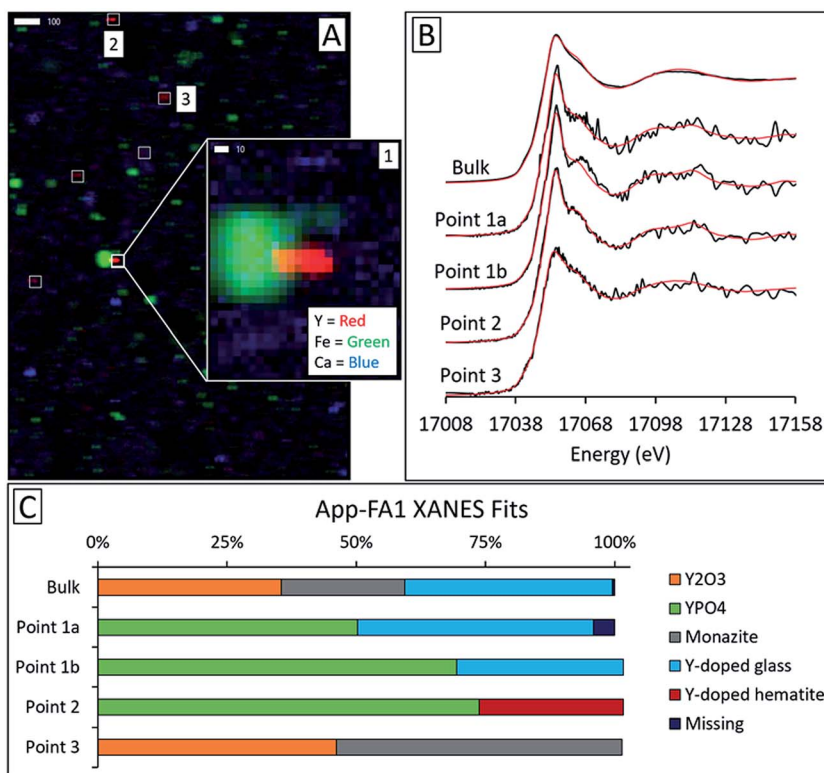 100
A
2
3
10
1
Y = Red
Fe = Green
Ca = Blue
B
Bulk
Point 1a
Point 1b
Point 2
Point 3
17008 17038 17068 17098 17128 17158
Energy (eV)
C
App-FA1 XANES Fits
0% 25% 50% 75% 100%
Bulk
Point 1a
Point 1b
Point 2
Point 3
Y2O3
YPO4
Monazite
Y-doped glass
Y-doped hematite
Missing